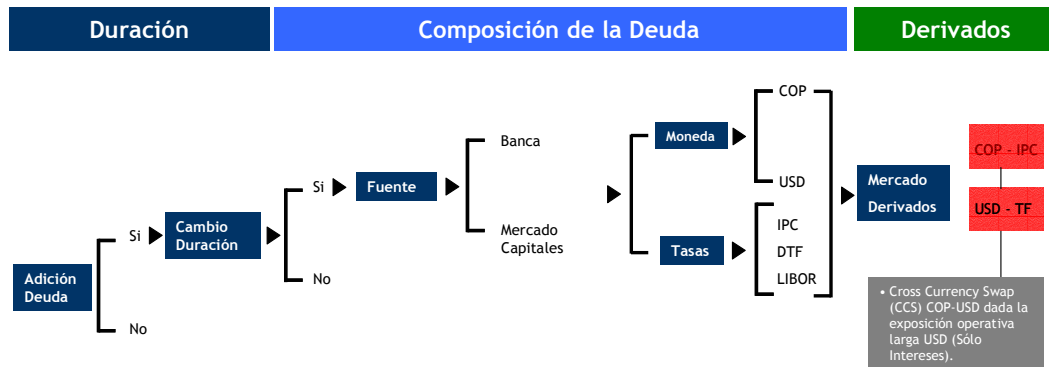 Duración
Composición de la Deuda
Derivados
Adición
Deuda
Si
No
Cambio
Duración
Si
No
Fuente
Banca
Mercado
Capitales
Moneda
Tasas
COP
USD
IPC
DTF
LIBOR
Mercado
Derivados
COP - IPC
USD - TF
• Cross Currency Swap
(CCS) COP-USD dada la
exposición operativa
larga USD (Sólo
Intereses).